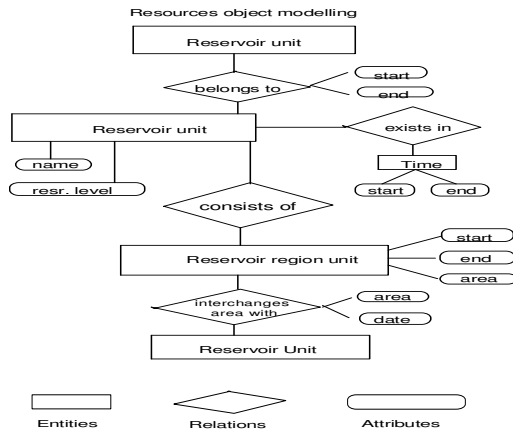 Resources object modelling
Reservoir unit
belongs to
start
end
Reservoir unit
exists in
name
resr. level
Time
start
end
consists of
Reservoir region unit
start
end
area
interchanges
area with
area
date
Reservoir Unit
Entities
Relations
Attributes